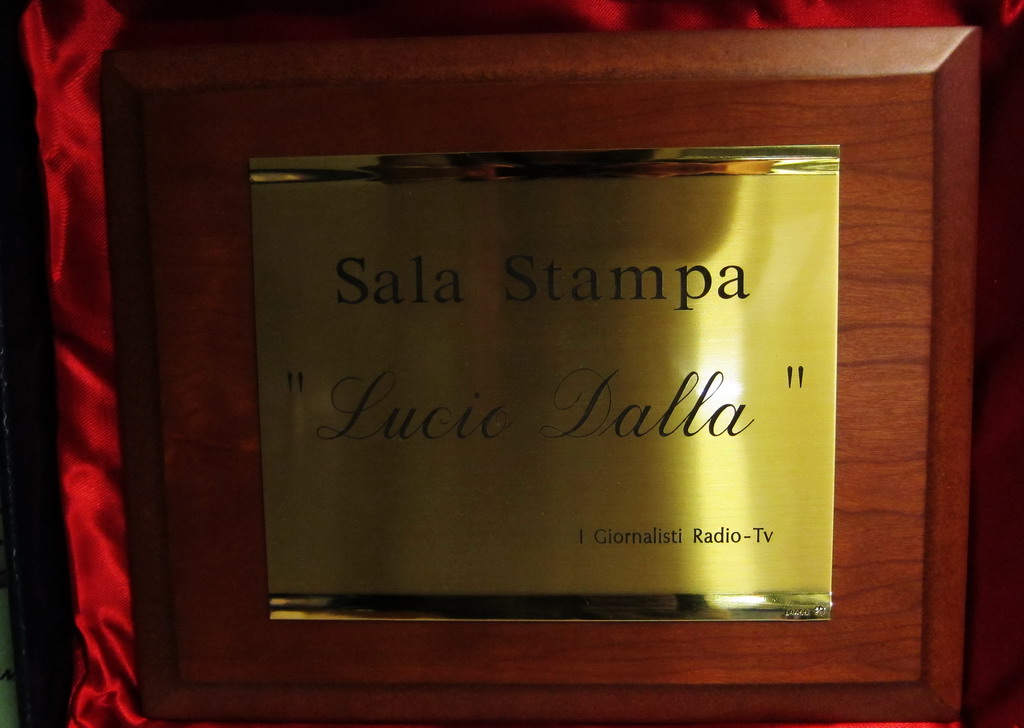 Sala Stampa
" Lucio Dalla "
I Giornalisti Radio-Tv